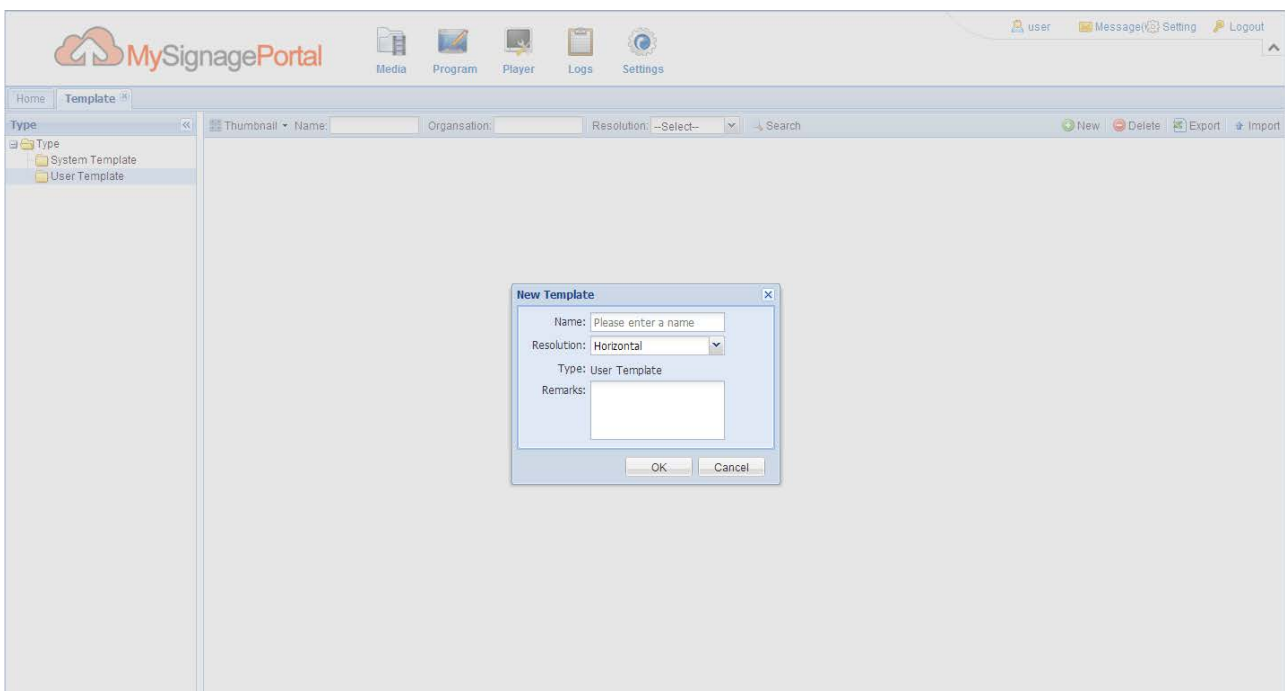 user Message( Setting Logout
MySignagePortal
Media Program Player Logs Settings
Home Template
Type Thumbnail Name: Organsation: Resolution: --Select-- Search New Delete Export Import
Type
System Template
User Template
New Template
Name: Please enter a name
Resolution: Horizontal
Type: User Template
Remarks:
OK Cancel